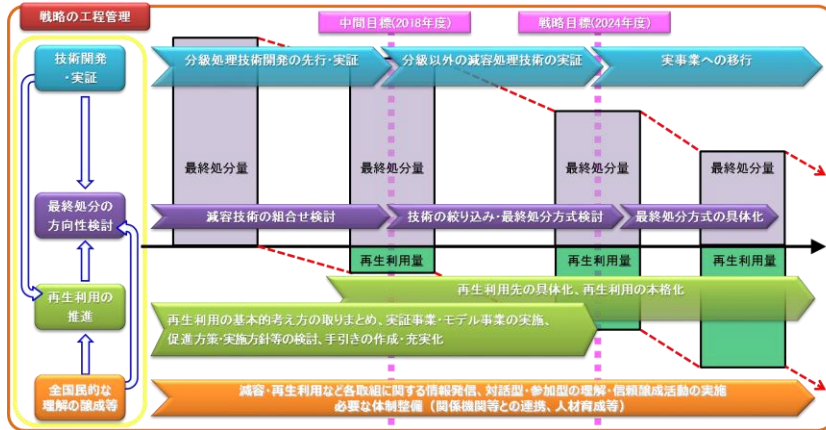 戦略の工程管理
中間目標(2018年度)
戦略目標(2024年度)
技術開発
・実証
分級処理技術開発の先行・実証
分級以外の減容処理技術の実証
実事業への移行
最終処分量
最終処分量
最終処分量
最終処分量
最終処分の
方向性検討
減容技術の組合せ検討
技術の絞り込み・最終処分方式検討
最終処分方式の具体化
再生利用量
再生利用量
再生利用量
再生利用の
推進
再生利用先の具体化、再生利用の本格化
再生利用の基本的考え方の取りまとめ、実証事業・モデル事業の実施、
促進方策・実施方針等の検討、手引きの作成・充実化
全国民的な
理解の醸成等
減容・再生利用など各取組に関する情報発信、対話型・参加型の理解・信頼醸成活動の実施
必要な体制整備（関係機関等との連携、人材育成等）